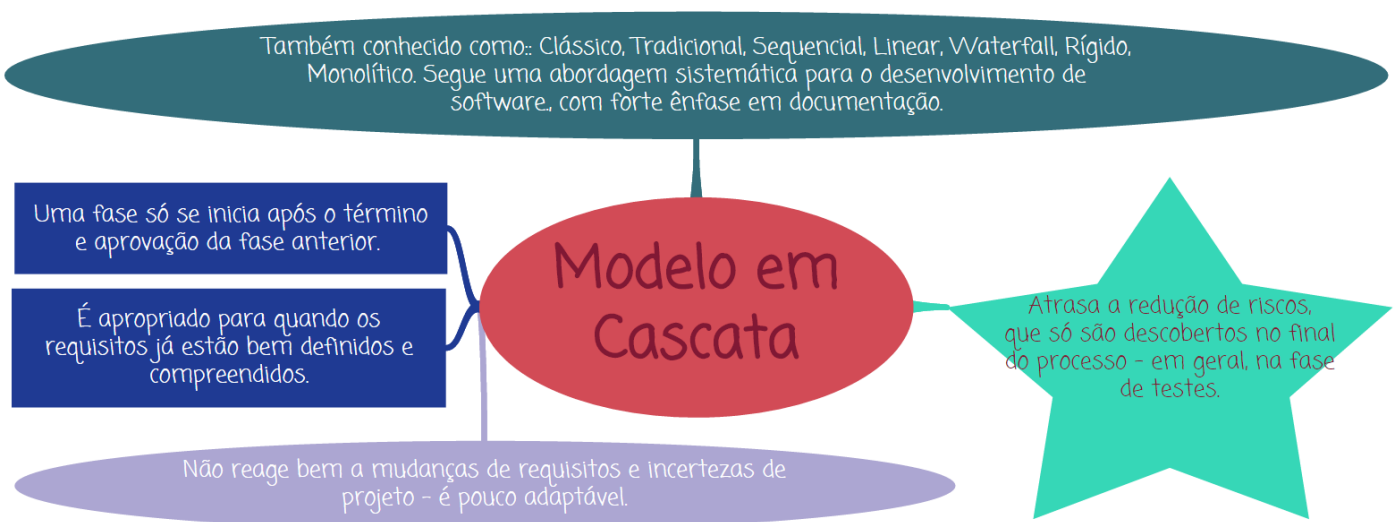 Também conhecido como:: Clássico, Tradicional, Sequencial, Linear, Waterfall, Rígido,
Monolítico. Segue uma abordagem sistemática para o desenvolvimento de
software., com forte ênfase em documentação.
Uma fase só se inicia após o término
e aprovação da fase anterior.
É apropriado para quando os
requisitos já estão bem definidos e
compreendidos.
Modelo em
Cascata
Atrasa a redução de riscos,
que só são descobertos no final
do processo - em geral, na fase
de testes.
Não reage bem a mudanças de requisitos e incertezas de
projeto - é pouco adaptável.